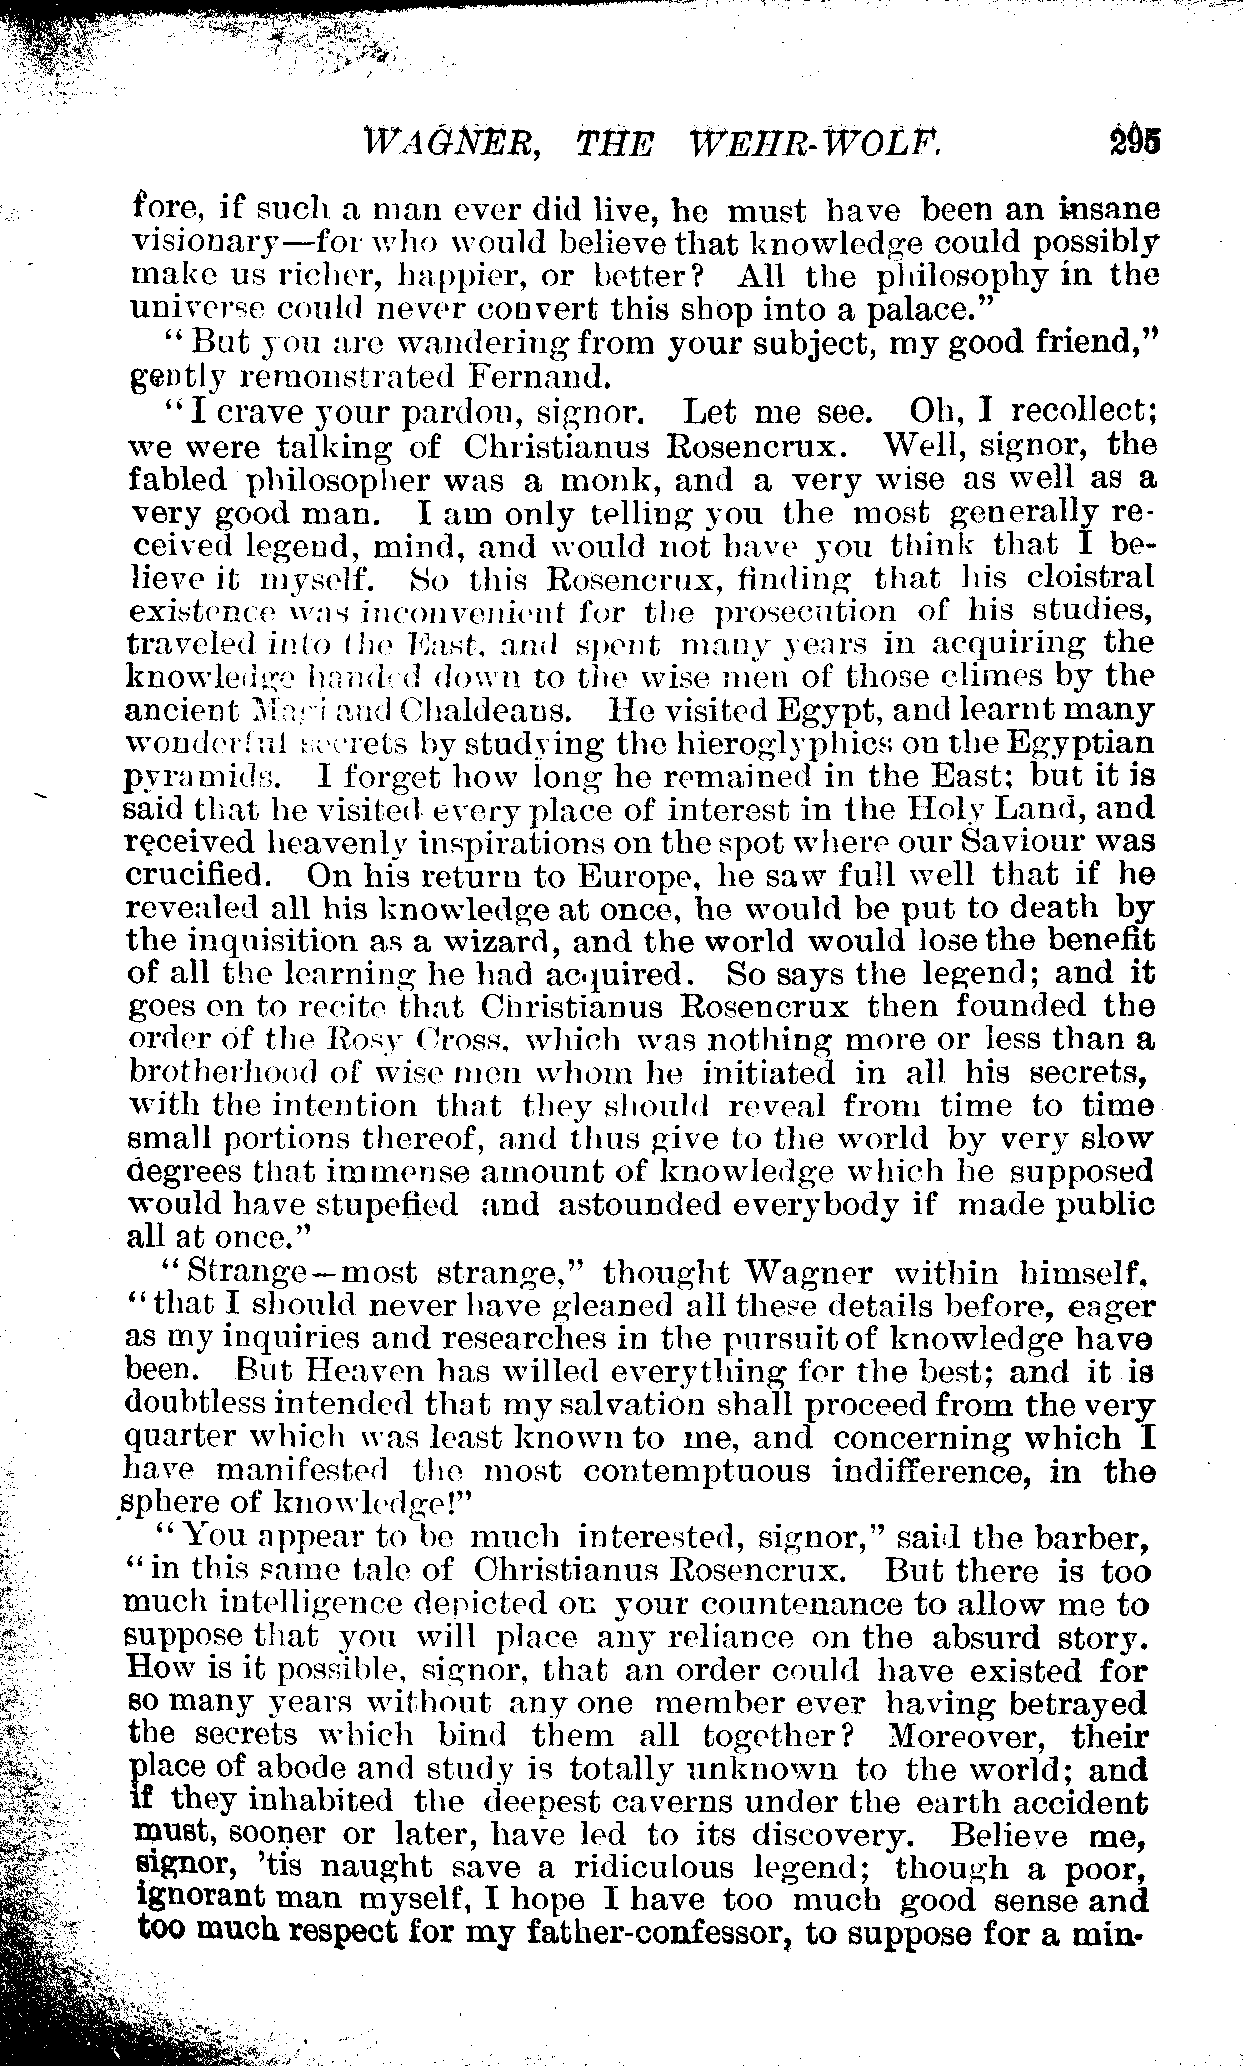 WAGNER, THE WEHR-WOLF. 295
fore, if such a man ever did live, he must have been an insane
visionary—for who would believe that knowledge could possibly
make us richer, happier, or better? All the philosophy in the
universe could never convert this shop into a palace."
"But you are wandering from your subject, my good friend,"
gently remonstrated Fernand.
"I crave your pardon, signor. Let me see. Oh, I recollect;
we were talking of Christianus Rosencrux. Well, signor, the
fabled philosopher was a monk, and a very wise as well as a
very good man. I am only telling you the most generally re-
ceived legend, mind, and would not have you think that I be-
lieve it myself. So this Rosencrux, finding that his cloistral
existence was inconvenient for the prosecution of his studies,
traveled into the East, and spent many years in acquiring the
knowledge handed down to the wise men of those climes by the
ancient Magi and Chaldeans. He visited Egypt, and learnt many
wonderful secrets by studying the hieroglyphics on the Egyptian
pyramids. I forget how long he remained in the East; but it is
said that he visited every place of interest in the Holy Land, and
received heavenly inspirations on the spot where our Saviour was
crucified. On his return to Europe, he saw full well that if he
revealed all his knowledge at once, he would be put to death by
the inquisition as a wizard, and the world would lose the benefit
of all the learning he had acquired. So says the legend; and it
goes on to recite that Christianus Rosencrux then founded the
order of the Rosy Cross, which was nothing more or less than a
brotherhood of wise men whom he initiated in all his secrets,
with the intention that they should reveal from time to time
small portions thereof, and thus give to the world by very slow
degrees that immense amount of knowledge which he supposed
would have stupefied and astounded everybody if made public
all at once."
"Strange—most strange," thought Wagner within himself,
"that I should never have gleaned all these details before, eager
as my inquiries and researches in the pursuit of knowledge have
been. But Heaven has willed everything for the best; and it is
doubtless intended that my salvation shall proceed from the very
quarter which was least known to me, and concerning which I
have manifested the most contemptuous indifference, in the
sphere of knowledge!"
"You appear to be much interested, signor," said the barber,
"in this same tale of Christianus Rosencrux. But there is too
much intelligence depicted on your countenance to allow me to
suppose that you will place any reliance on the absurd story.
How is it possible, signor, that an order could have existed for
so many years without any one member ever having betrayed
the secrets which bind them all together? Moreover, their
place of abode and study is totally unknown to the world; and
if they inhabited the deepest caverns under the earth accident
must, sooner or later, have led to its discovery. Believe me,
signor, 'tis naught save a ridiculous legend; though a poor,
ignorant man myself, I hope I have too much good sense and
too much respect for my father-confessor, to suppose for a min-